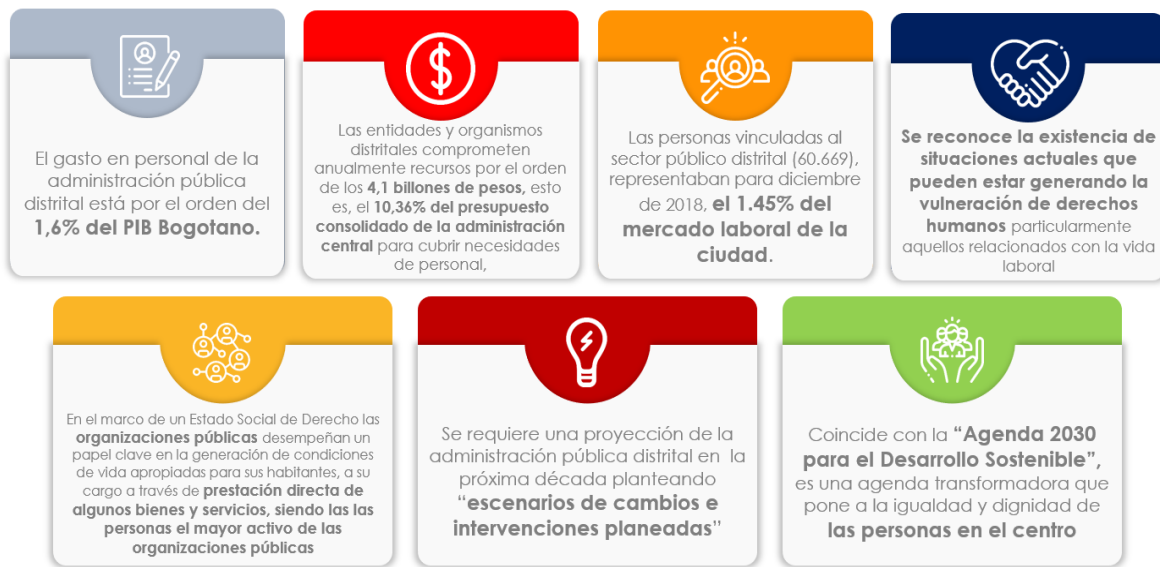 El gasto en personal de la
administración pública
distrital está por el orden del
1,6% del PIB Bogotano.
Las entidades y organismos
distritales comprometen
anualmente recursos por el orden
de los 4,1 billones de pesos, esto
es, el 10,36% del presupuesto
consolidado de la administración
central para cubrir necesidades
de personal,
Las personas vinculadas al
sector público distrital (60.669),
representaban para diciembre
de 2018, el 1.45% del
mercado laboral de la
ciudad.
Se reconoce la existencia de
situaciones actuales que
pueden estar generando la
vulneración de derechos
humanos particularmente
aquellos relacionados con la vida
laboral
En el marco de un Estado Social de Derecho las
organizaciones públicas desempeñan un
papel clave en la generación de condiciones
de vida apropiadas para sus habitantes, a su
cargo a través de prestación directa de
algunos bienes y servicios, siendo las las
personas el mayor activo de las
organizaciones públicas
Se requiere una proyección de la
administración pública distrital en la
próxima década planteando
“escenarios de cambios e
intervenciones planeadas”
Coincide con la “Agenda 2030
para el Desarrollo Sostenible”,
es una agenda transformadora que
pone a la igualdad y dignidad de
las personas en el centro